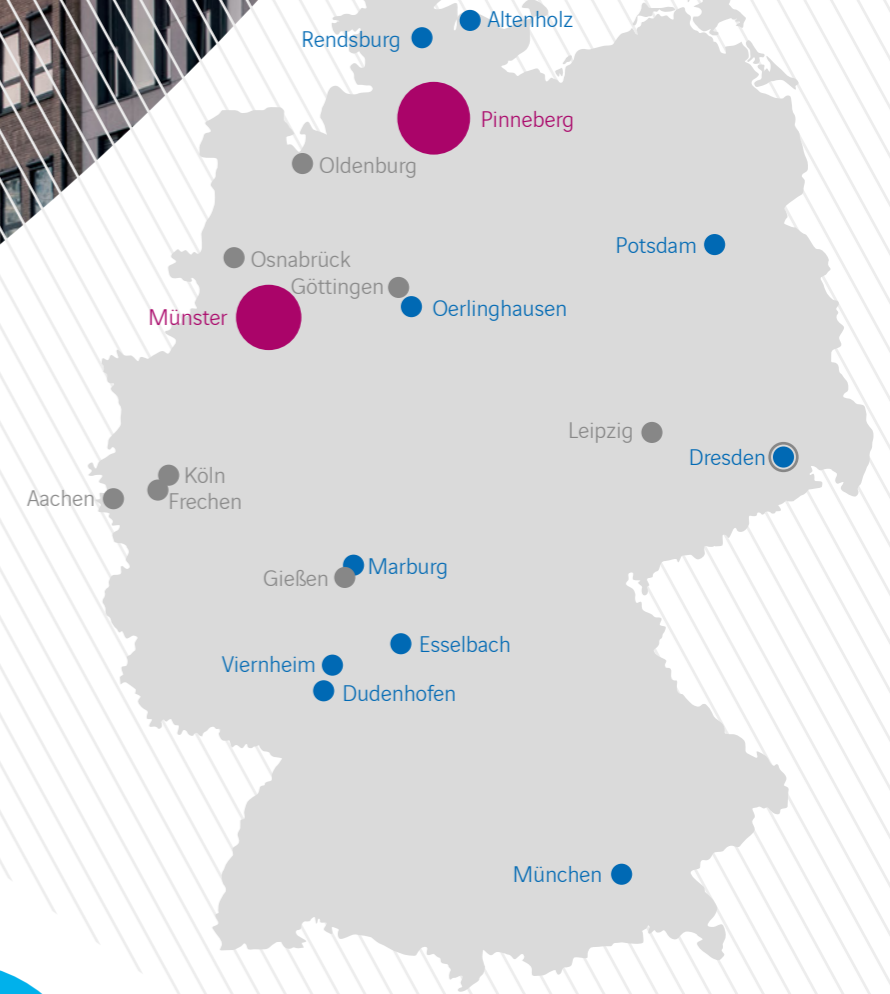 Altenholz
Rendsburg
Pinneberg
Oldenburg
Potsdam
Osnabrück
Göttingen
Oerlinghausen
Münster
Leipzig
Dresden
Köln
Aachen
Frechen
Marburg
Gießen
Esselbach
Viernheim
Dudenhofen
München